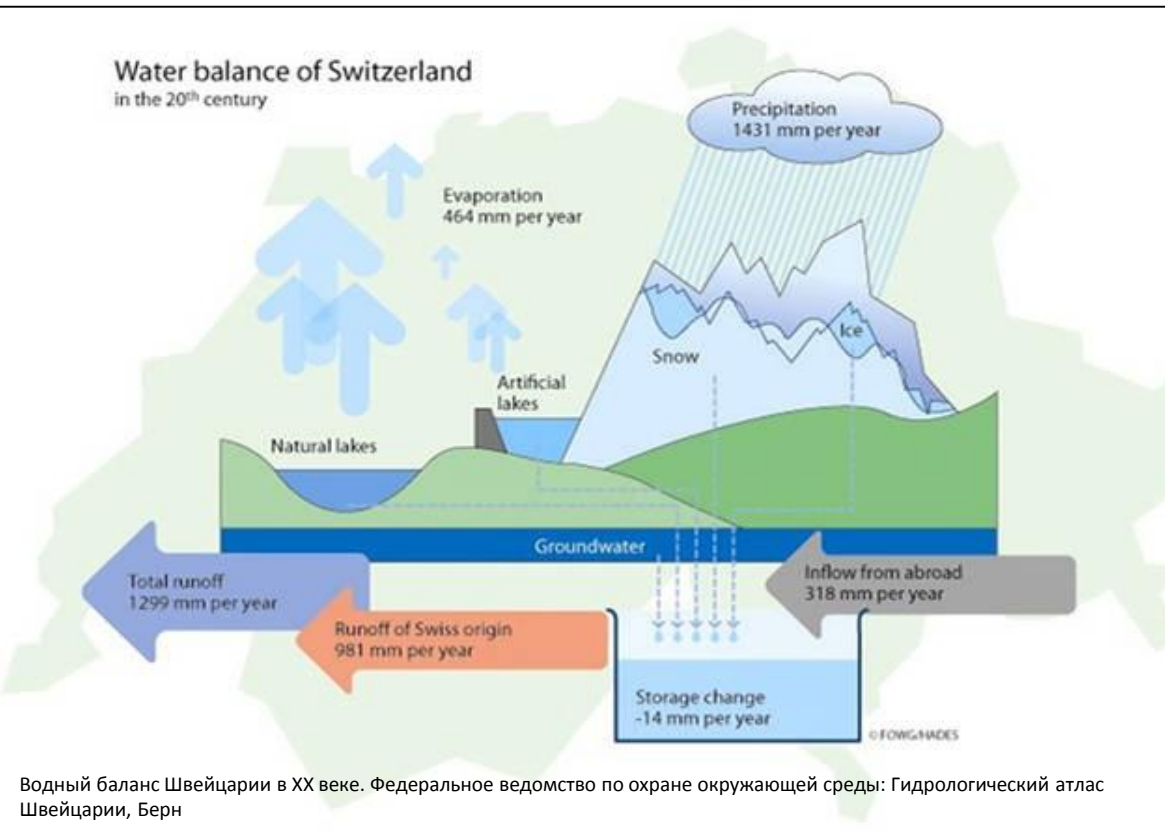 Water balance of Switzerland
in the 20th century
Precipitation
1431 mm per year
Evaporation
464 mm per year
Ice
Snow
Artificial
lakes
Natural lakes
Groundwater
Total runoff
1299 mm per year
Inflow from abroad
318 mm per year
Runoff of Swiss origin
981 mm per year
Storage change
-14 mm per year
© FOWG/HADES
Водный баланс Швейцарии в XX веке. Федеральное ведомство по охране окружающей среды: Гидрологический атлас
Швейцарии, Берн